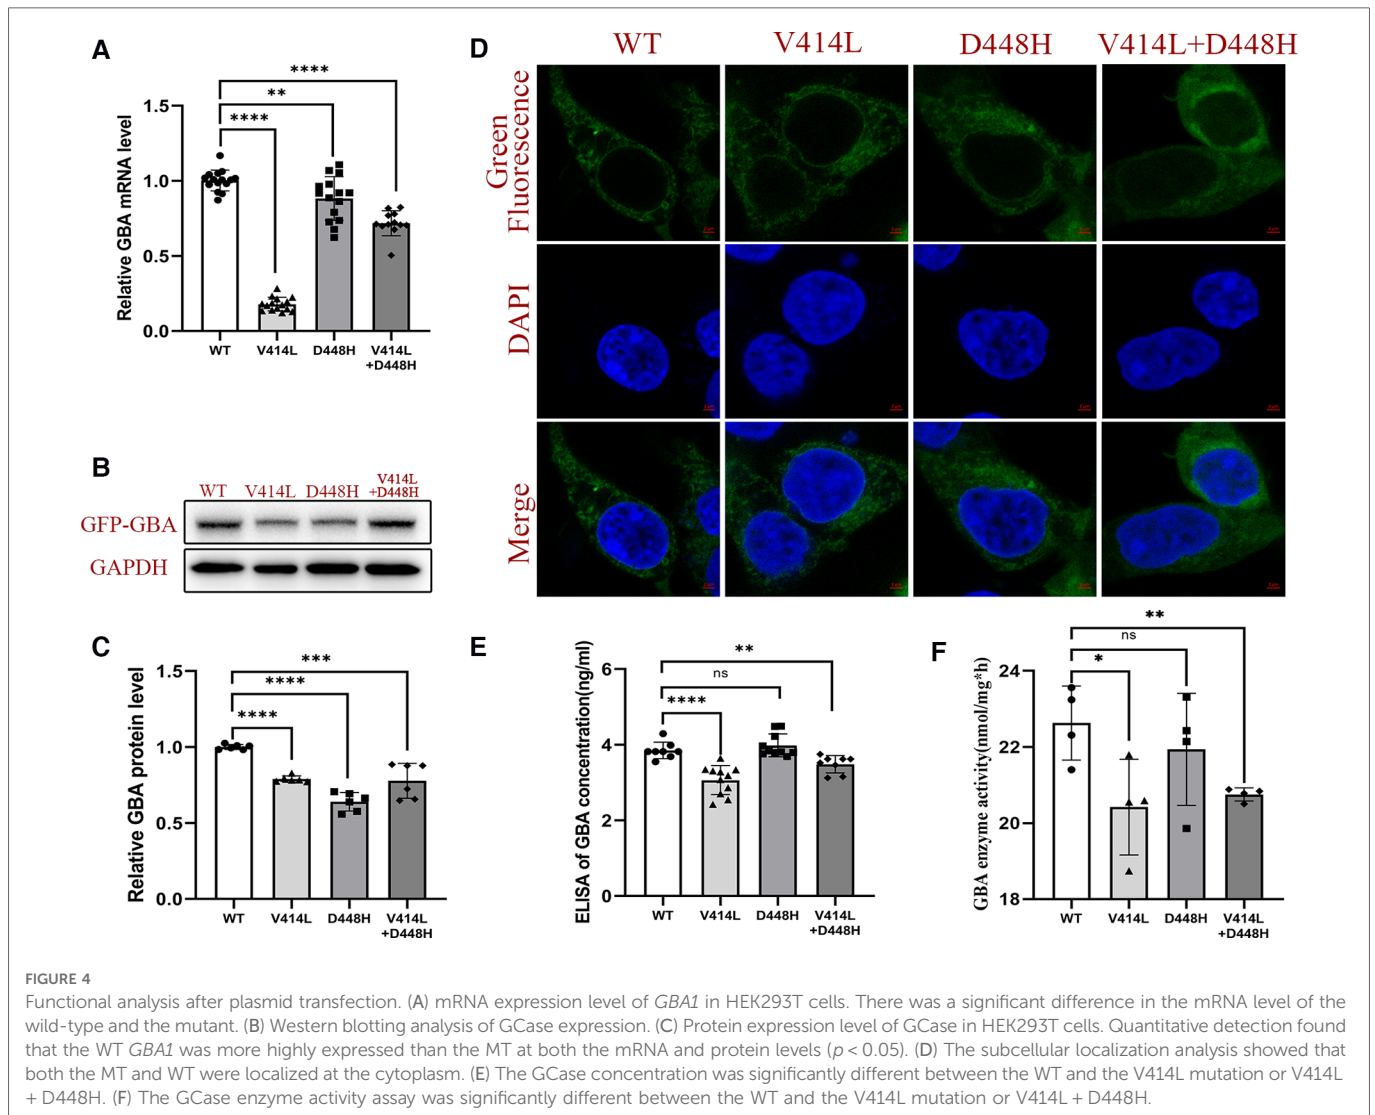 A
****
**
****
Relative GBA mRNA level
1.5
1.0
0.5
0.0
WT
V414L
D448H
V414L
+D448H
B
WT
V414L
D448H
V414L
+D448H
GFP-GBA
GAPDH
C
***
****
****
Relative GBA protein level
1.5
1.0
0.5
0.0
WT
V414L
D448H
V414L
+D448H
D
WT
V414L
D448H
V414L+D448H
Green
Fluorescence
DAPI
Merge
E
**
ns
****
ELISA of GBA concentration(ng/ml)
6
4
2
0
WT
V414L
D448H
V414L
+D448H
F
**
ns
*
GBA enzyme activity(nmol/mg*h)
24
22
20
18
WT
V414L
D448H
V414L
+D448H
FIGURE 4
Functional analysis after plasmid transfection. (A) mRNA expression level of GBA1 in HEK293T cells. There was a significant difference in the mRNA level of the
wild-type and the mutant. (B) Western blotting analysis of GCase expression. (C) Protein expression level of GCase in HEK293T cells. Quantitative detection found
that the WT GBA1 was more highly expressed than the MT at both the mRNA and protein levels (p < 0.05). (D) The subcellular localization analysis showed that
both the MT and WT were localized at the cytoplasm. (E) The GCase concentration was significantly different between the WT and the V414L mutation or V414L
+ D448H. (F) The GCase enzyme activity assay was significantly different between the WT and the V414L mutation or V414L + D448H.